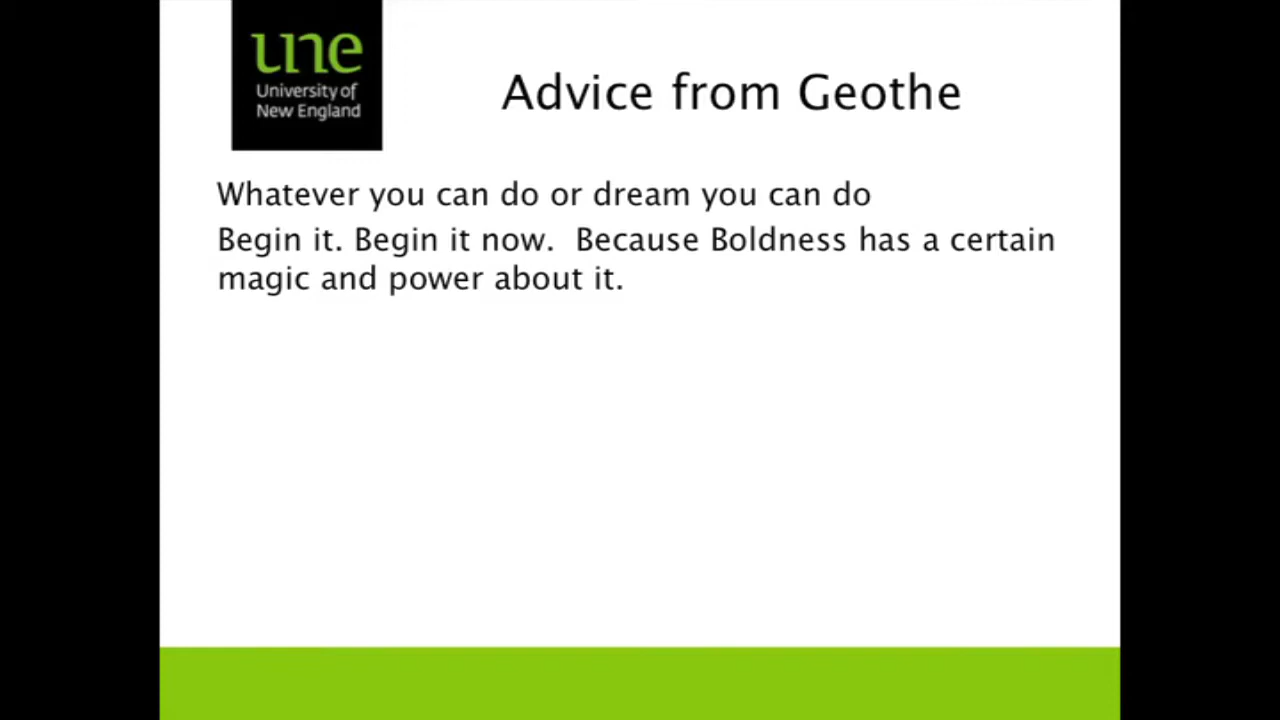 une
University of
New England
Advice from Geothe
Whatever you can do or dream you can do
Begin it. Begin it now.  Because Boldness has a certain
magic and power about it.